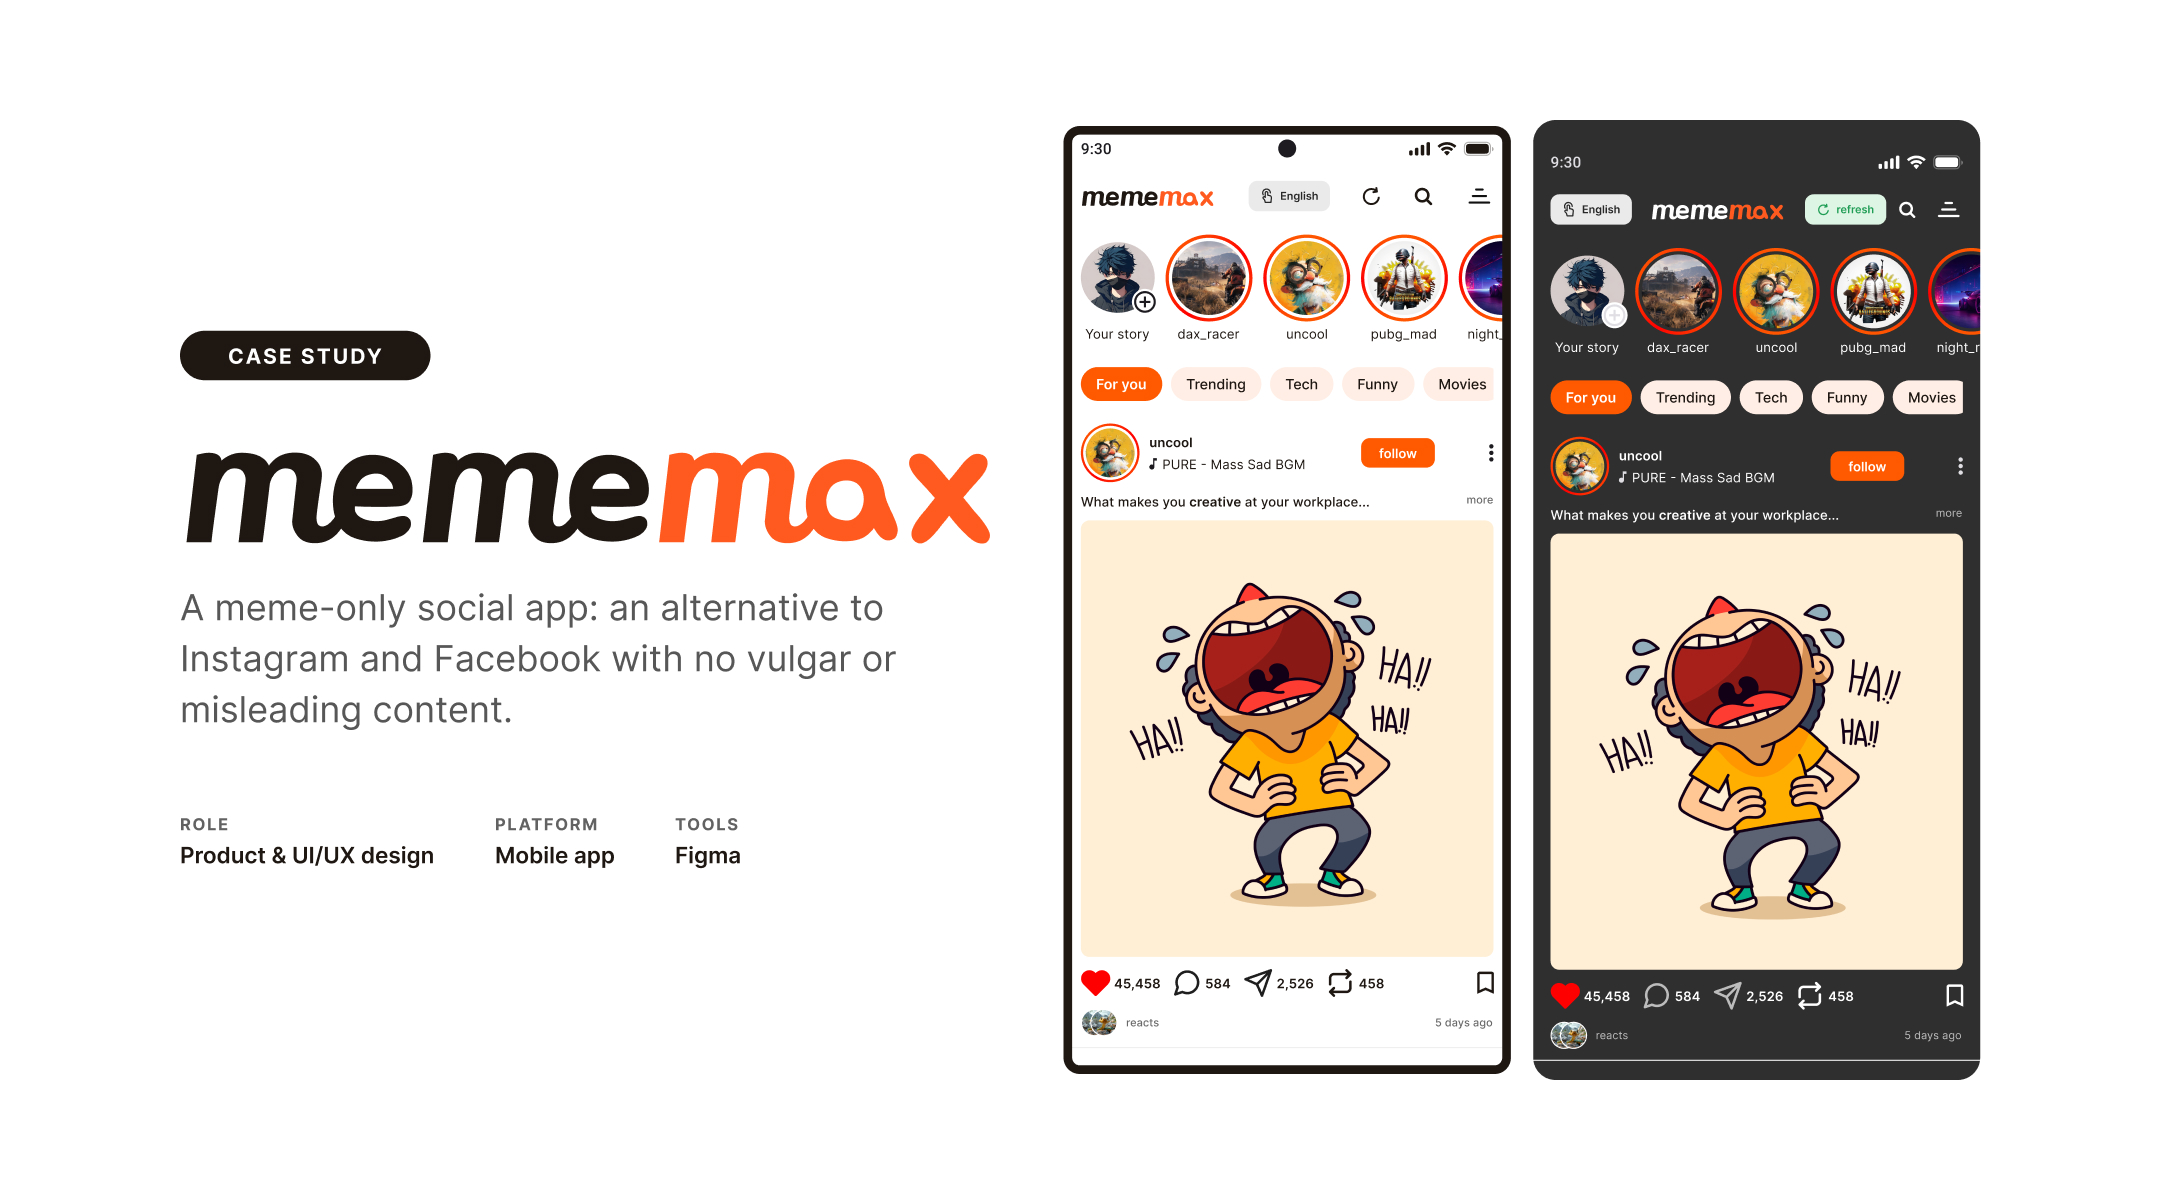 CASE STUDY
mememax
A meme-only social app: an alternative to
Instagram and Facebook with no vulgar or
misleading content.
ROLE
Product & UI/UX design
PLATFORM
Mobile app
TOOLS
Figma
9:30
mememax
English
Your story
dax_racer
uncool
pubg_mad
night_
For you
Trending
Tech
Funny
Movies
uncool
PURE - Mass Sad BGM
follow
What makes you creative at your workplace...
more
HA!!
HA!!
HA!!
45,458
584
2,526
458
reacts
5 days ago
9:30
English
mememax
refresh
Your story
dax_racer
uncool
pubg_mad
night_r
For you
Trending
Tech
Funny
Movies
uncool
PURE - Mass Sad BGM
follow
What makes you creative at your workplace...
more
HA!!
HA!!
HA!!
45,458
584
2,526
458
reacts
5 days ago